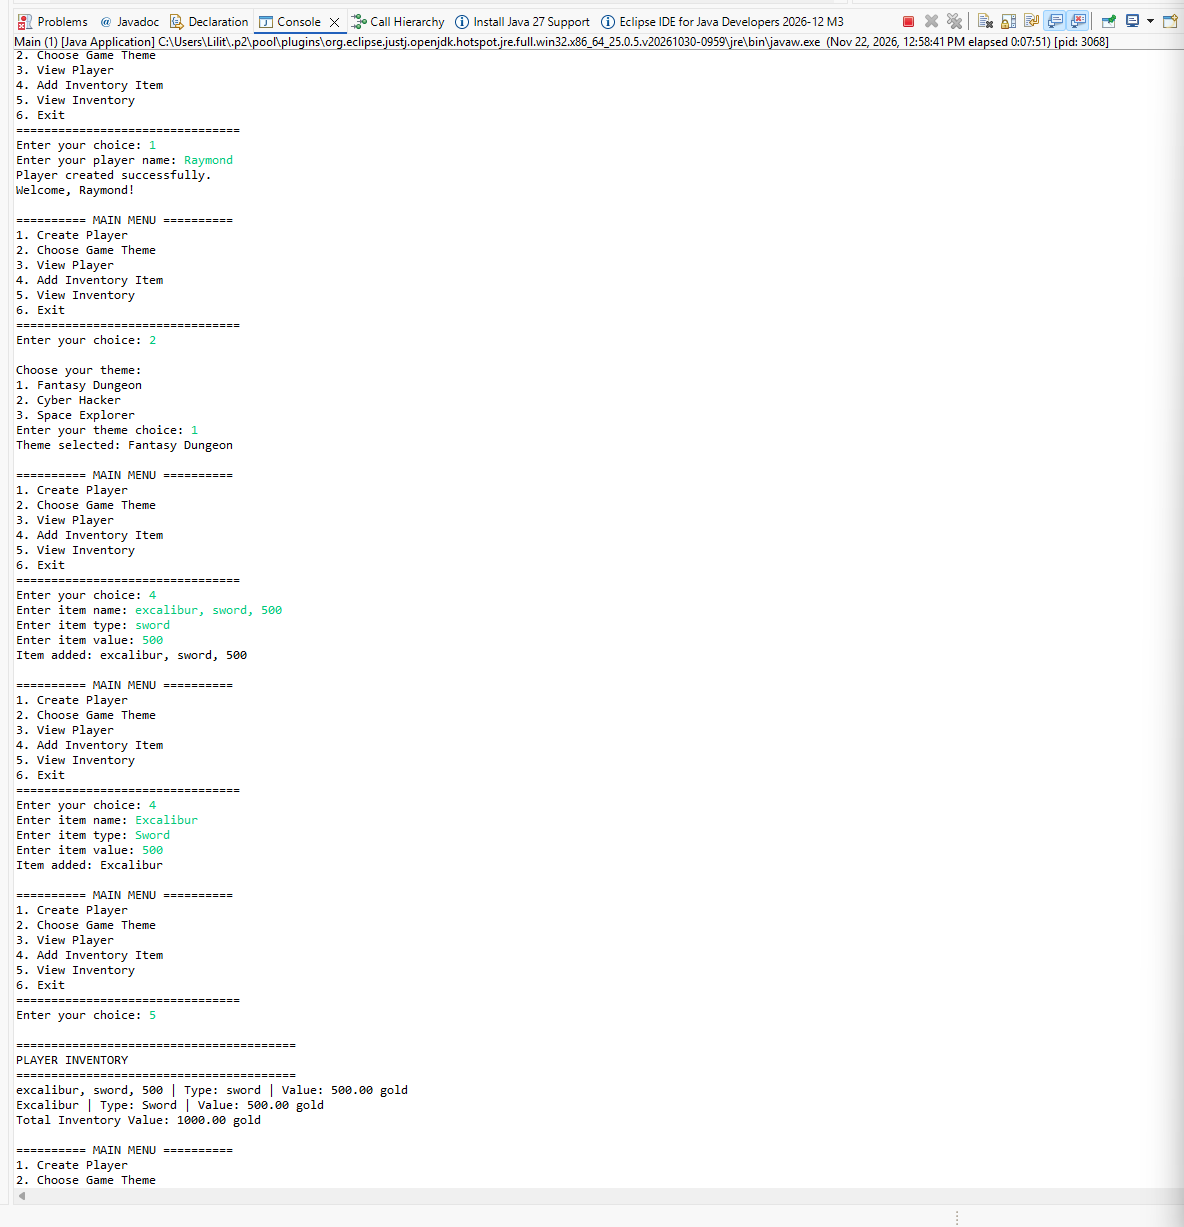 Problems @ Javadoc Declaration Console Call Hierarchy Install Java 27 Support Eclipse IDE for Java Developers 2026-12 M3
Main (1) [Java Application] C:\Users\Lilit\.p2\pool\plugins\org.eclipse.justj.openjdk.hotspot.jre.full.win32.x86_64_25.0.5.v20261030-0959\jre\bin\javaw.exe (Nov 22, 2026, 12:58:41 PM elapsed 0:07:51) [pid: 3068]
2. Choose Game Theme
3. View Player
4. Add Inventory Item
5. View Inventory
6. Exit
================================
Enter your choice: 1
Enter your player name: Raymond
Player created successfully.
Welcome, Raymond!

========== MAIN MENU ==========
1. Create Player
2. Choose Game Theme
3. View Player
4. Add Inventory Item
5. View Inventory
6. Exit
================================
Enter your choice: 2

Choose your theme:
1. Fantasy Dungeon
2. Cyber Hacker
3. Space Explorer
Enter your theme choice: 1
Theme selected: Fantasy Dungeon

========== MAIN MENU ==========
1. Create Player
2. Choose Game Theme
3. View Player
4. Add Inventory Item
5. View Inventory
6. Exit
================================
Enter your choice: 4
Enter item name: excalibur, sword, 500
Enter item type: sword
Enter item value: 500
Item added: excalibur, sword, 500

========== MAIN MENU ==========
1. Create Player
2. Choose Game Theme
3. View Player
4. Add Inventory Item
5. View Inventory
6. Exit
================================
Enter your choice: 4
Enter item name: Excalibur
Enter item type: Sword
Enter item value: 500
Item added: Excalibur

========== MAIN MENU ==========
1. Create Player
2. Choose Game Theme
3. View Player
4. Add Inventory Item
5. View Inventory
6. Exit
================================
Enter your choice: 5

========================================
PLAYER INVENTORY
========================================
excalibur, sword, 500 | Type: sword | Value: 500.00 gold
Excalibur | Type: Sword | Value: 500.00 gold
Total Inventory Value: 1000.00 gold

========== MAIN MENU ==========
1. Create Player
2. Choose Game Theme